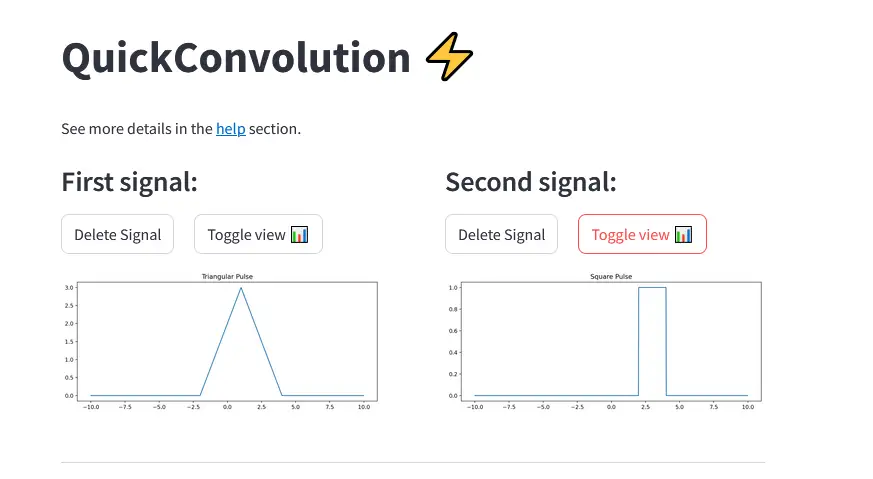 QuickConvolution ⚡
See more details in the help section.
First signal:
Delete Signal
Toggle view 📊
Triangular Pulse
3.0
2.5
2.0
1.5
1.0
0.5
0.0
−10.0 −7.5 −5.0 −2.5 0.0 2.5 5.0 7.5 10.0
Second signal:
Delete Signal
Toggle view 📊
Square Pulse
1.0
0.8
0.6
0.4
0.2
0.0
−10.0 −7.5 −5.0 −2.5 0.0 2.5 5.0 7.5 10.0